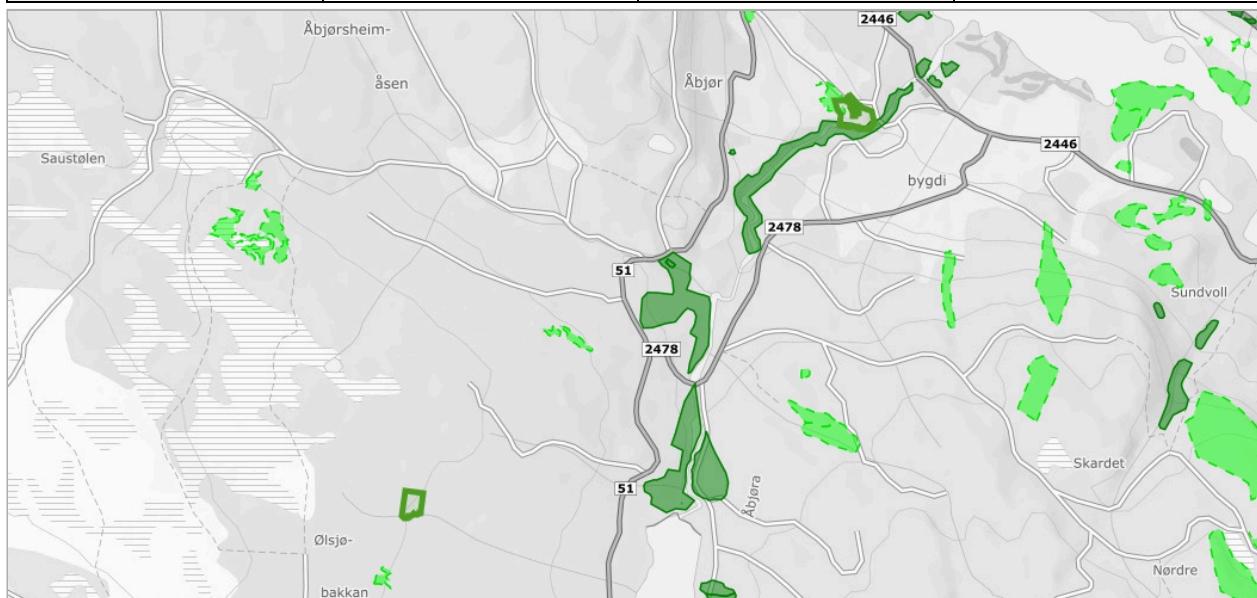 2446
Åbjørsheim-
åsen
Åbjør
2446
Saustølen
bygdi
2478
51
Sundvoll
2478
Skardet
51
Åbjøra
Ølsjø-
bakkan
Nørdre